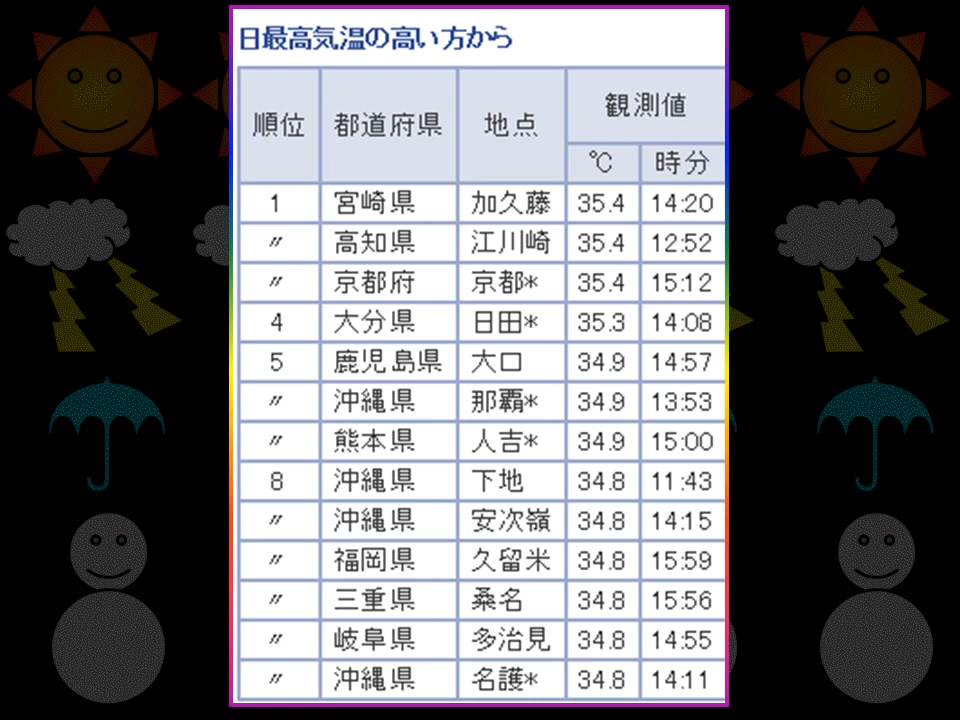 日最高気温の高い方から
順位 都道府県 地点 観測値
℃ 時分
1 宮崎県 加久藤 35.4 14:20
〃 高知県 江川崎 35.4 12:52
〃 京都府 京都* 35.4 15:12
4 大分県 日田* 35.3 14:08
5 鹿児島県 大口 34.9 14:57
〃 沖縄県 那覇* 34.9 13:53
〃 熊本県 人吉* 34.9 15:00
8 沖縄県 下地 34.8 11:43
〃 沖縄県 安次嶺 34.8 14:15
〃 福岡県 久留米 34.8 15:59
〃 三重県 桑名 34.8 15:56
〃 岐阜県 多治見 34.8 14:55
〃 沖縄県 名護* 34.8 14:11